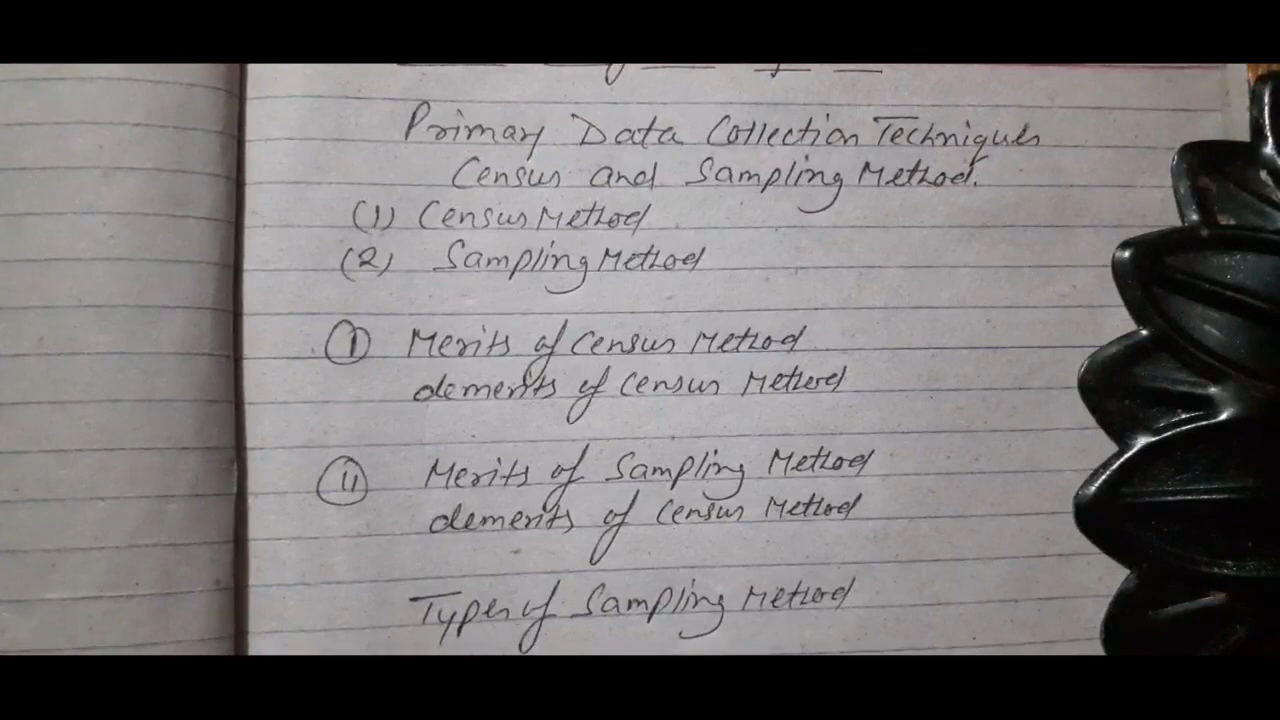 Primary Data Collection Techniques
Census and Sampling Method.
(1) Census Method
(2) Sampling Method
(I) Merits of Census Method
demerits of Census Method
(II) Merits of Sampling Method
demerits of Census Method
Types of Sampling Method